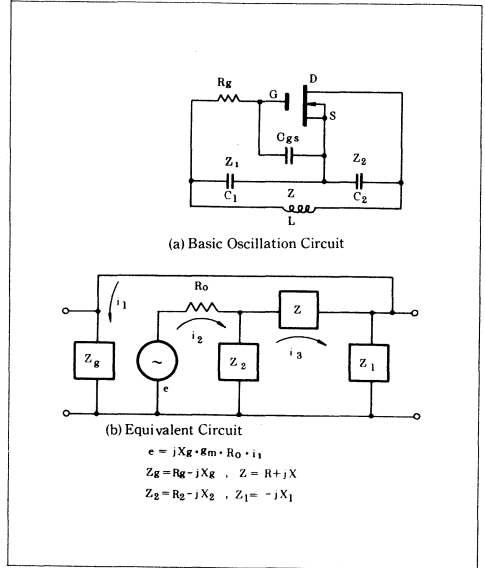 Rg
G
D
S
Cgs
Z1
Z2
C1
Z
C2
L
(a) Basic Oscillation Circuit
i1
Ro
Z
i2
i3
Zg
~
Z2
Z1
e
(b) Equivalent Circuit
e = jXg·gm·Ro·i1
Zg=Rg-jXg , Z = R+jX
Z2=R2-jX2 , Z1= -jX1